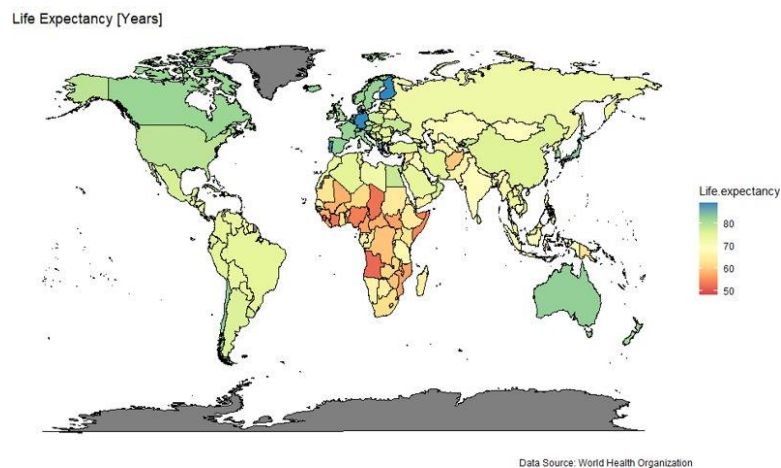 Life Expectancy [Years]
Life.expectancy
80
70
60
50
Data Source: World Health Organization